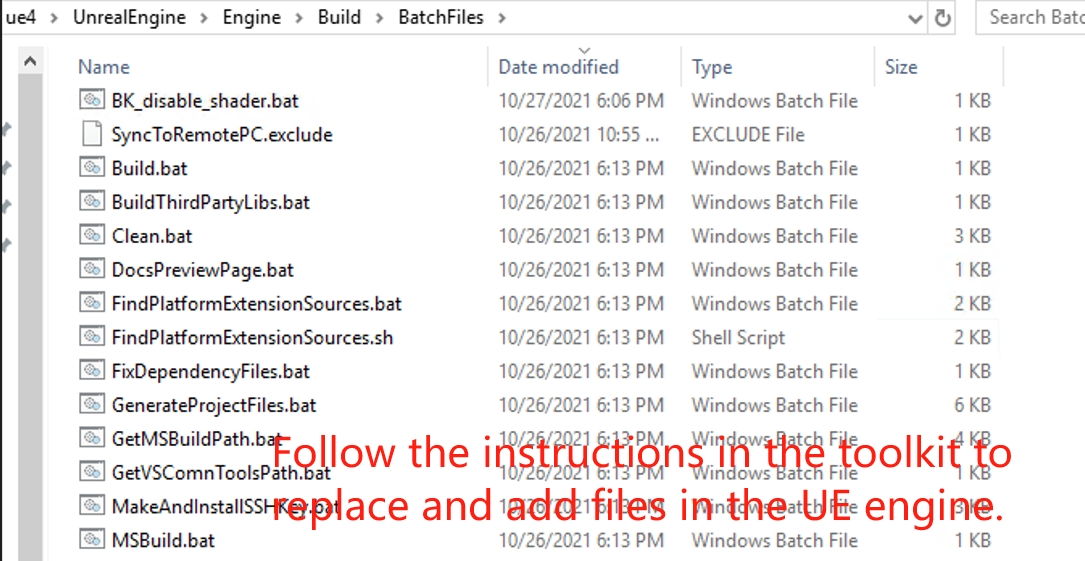 ue4 > UnrealEngine > Engine > Build > BatchFiles >
Search Batc
Name Date modified Type Size
BK_disable_shader.bat 10/27/2021 6:06 PM Windows Batch File 1 KB
SyncToRemotePC.exclude 10/26/2021 10:55 ... EXCLUDE File 1 KB
Build.bat 10/26/2021 6:13 PM Windows Batch File 1 KB
BuildThirdPartyLibs.bat 10/26/2021 6:13 PM Windows Batch File 1 KB
Clean.bat 10/26/2021 6:13 PM Windows Batch File 3 KB
DocsPreviewPage.bat 10/26/2021 6:13 PM Windows Batch File 1 KB
FindPlatformExtensionSources.bat 10/26/2021 6:13 PM Windows Batch File 2 KB
FindPlatformExtensionSources.sh 10/26/2021 6:13 PM Shell Script 2 KB
FixDependencyFiles.bat 10/26/2021 6:13 PM Windows Batch File 1 KB
GenerateProjectFiles.bat 10/26/2021 6:13 PM Windows Batch File 6 KB
GetMSBuildPath.bat 10/26/2021 6:13 PM Windows Batch File 4 KB
Follow the instructions in the toolkit to
GetVSComnToolsPath.bat 10/26/2021 6:13 PM Windows Batch File 1 KB
MakeAndInstallSSHKey.bat 10/26/2021 6:13 PM Windows Batch File 3 KB
replace and add files in the UE engine.
MSBuild.bat 10/26/2021 6:13 PM Windows Batch File 1 KB